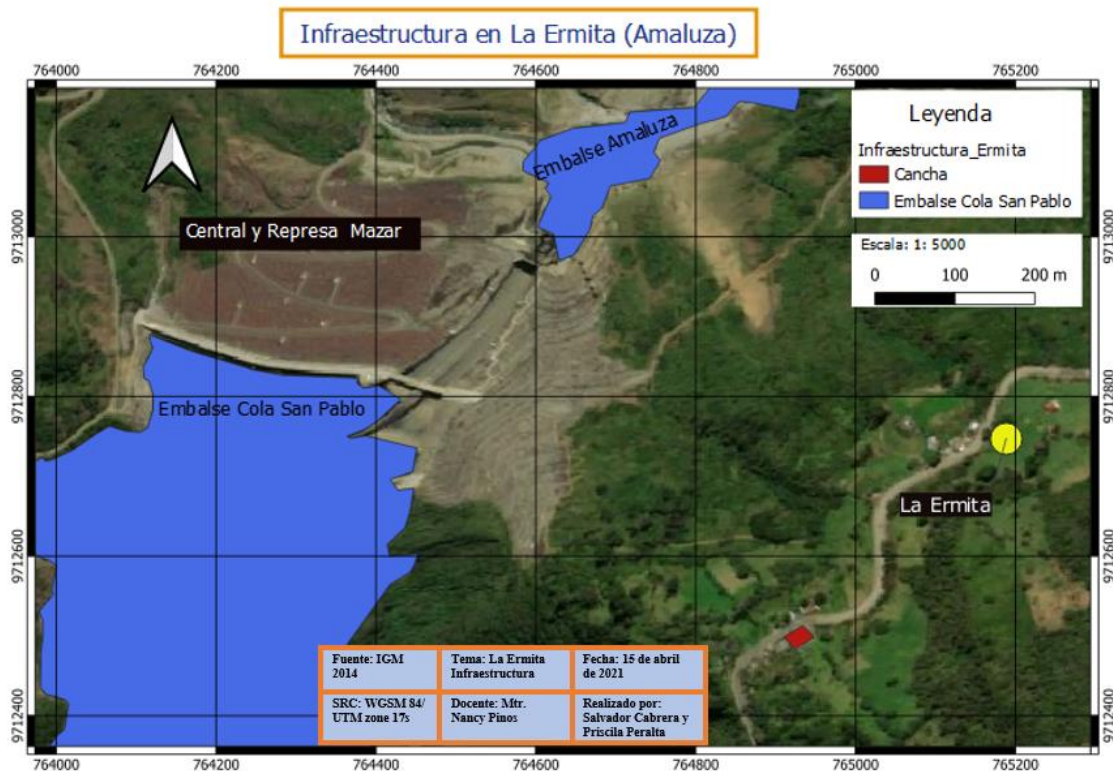 Infraestructura en La Ermita (Amaluza)
764000 764200 764400 764600 764800 765000 765200
Leyenda
Infraestructura_Ermita
Cancha
Embalse Cola San Pablo
Escala: 1: 5000
0 100 200 m
Embalse Amaluza
Central y Represa Mazar
Embalse Cola San Pablo
La Ermita
9713000
9712800
9712600
9712400
9713000
9712800
9712600
9712400
Fuente: IGM
2014
Tema: La Ermita
Infraestructura
Fecha: 15 de abril
de 2021
SRC: WGSM 84/
UTM zone 17s
Docente: Mtr.
Nancy Pinos
Realizado por:
Salvador Cabrera y
Priscila Peralta
764000 764200 764400 764600 764800 765000 765200